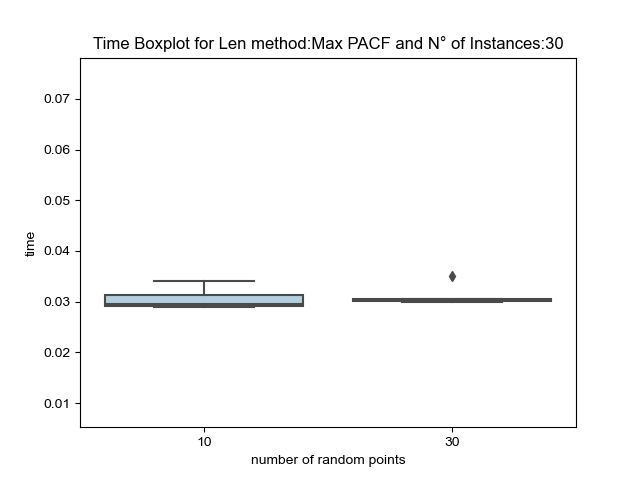 Time Boxplot for Len method:Max PACF and N° of Instances:30
0.07
0.06
0.05
0.04
0.03
0.02
0.01
time
10 30
number of random points